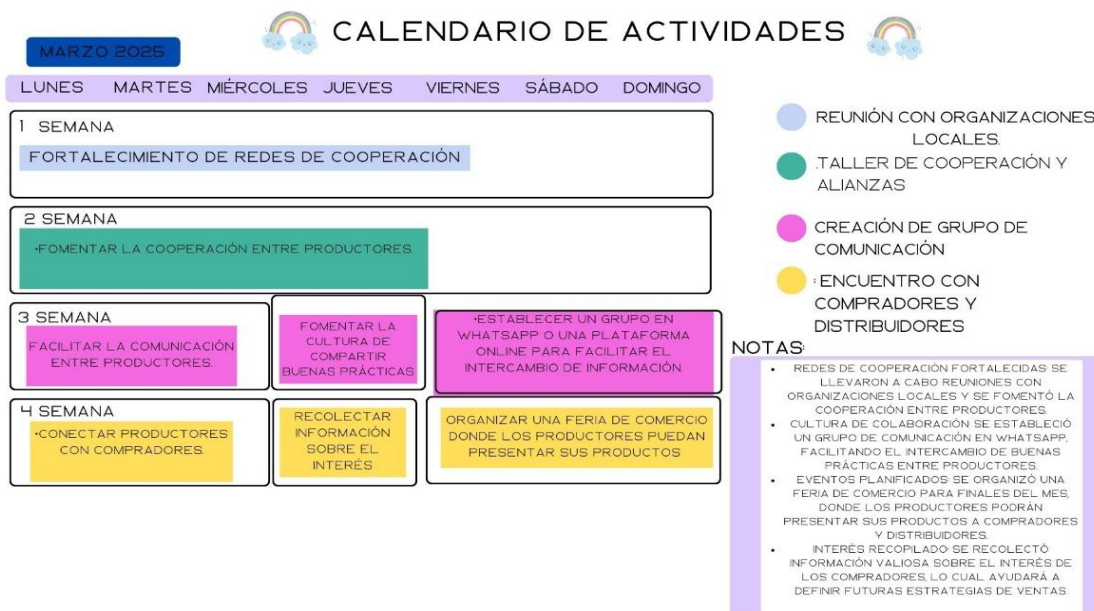 CALENDARIO DE ACTIVIDADES
MARZO 2025
LUNES MARTES MIÉRCOLES JUEVES VIERNES SÁBADO DOMINGO
1 SEMANA
FORTALECIMIENTO DE REDES DE COOPERACIÓN
2 SEMANA
•FOMENTAR LA COOPERACIÓN ENTRE PRODUCTORES.
3 SEMANA
FACILITAR LA COMUNICACIÓN
ENTRE PRODUCTORES.
FOMENTAR LA
CULTURA DE
COMPARTIR
BUENAS PRÁCTICAS
•ESTABLECER UN GRUPO EN
WHATSAPP O UNA PLATAFORMA
ONLINE PARA FACILITAR EL
INTERCAMBIO DE INFORMACIÓN
4 SEMANA
•CONECTAR PRODUCTORES
CON COMPRADORES.
RECOLECTAR
INFORMACIÓN
SOBRE EL
INTERÉS
ORGANIZAR UNA FERIA DE COMERCIO
DONDE LOS PRODUCTORES PUEDAN
PRESENTAR SUS PRODUCTOS
REUNIÓN CON ORGANIZACIONES
LOCALES.
.TALLER DE COOPERACIÓN Y
ALIANZAS
CREACIÓN DE GRUPO DE
COMUNICACIÓN
: ENCUENTRO CON
COMPRADORES Y
DISTRIBUIDORES
NOTAS:
• REDES DE COOPERACIÓN FORTALECIDAS: SE
LLEVARON A CABO REUNIONES CON
ORGANIZACIONES LOCALES Y SE FOMENTÓ LA
COOPERACIÓN ENTRE PRODUCTORES.
• CULTURA DE COLABORACIÓN: SE ESTABLECIÓ
UN GRUPO DE COMUNICACIÓN EN WHATSAPP,
FACILITANDO EL INTERCAMBIO DE BUENAS
PRÁCTICAS ENTRE PRODUCTORES.
• EVENTOS PLANIFICADOS: SE ORGANIZÓ UNA
FERIA DE COMERCIO PARA FINALES DEL MES,
DONDE LOS PRODUCTORES PODRÁN
PRESENTAR SUS PRODUCTOS A COMPRADORES
Y DISTRIBUIDORES.
• INTERÉS RECOPILADO: SE RECOLECTÓ
INFORMACIÓN VALIOSA SOBRE EL INTERÉS DE
LOS COMPRADORES, LO CUAL AYUDARÁ A
DEFINIR FUTURAS ESTRATEGIAS DE VENTAS.